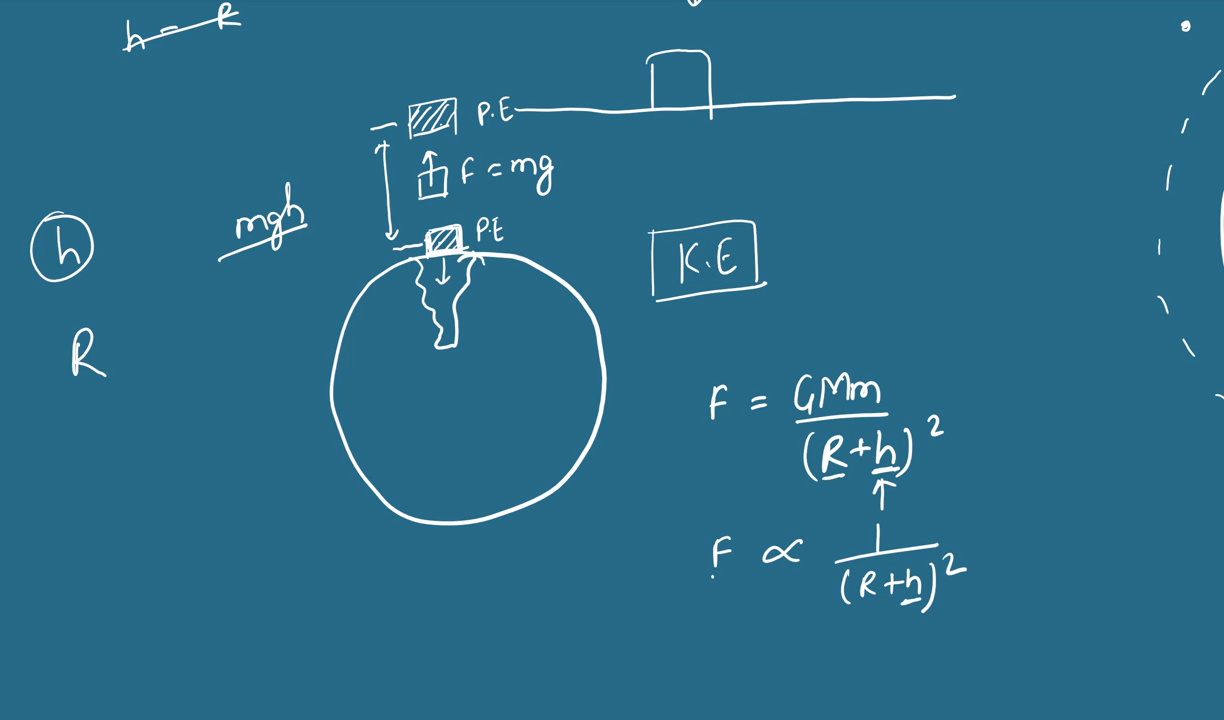 h - R
P.E
F = mg
mgh
h
P.E
K.E
R
F = GMm
(R+h)²
F ∝ 1
(R+h)²